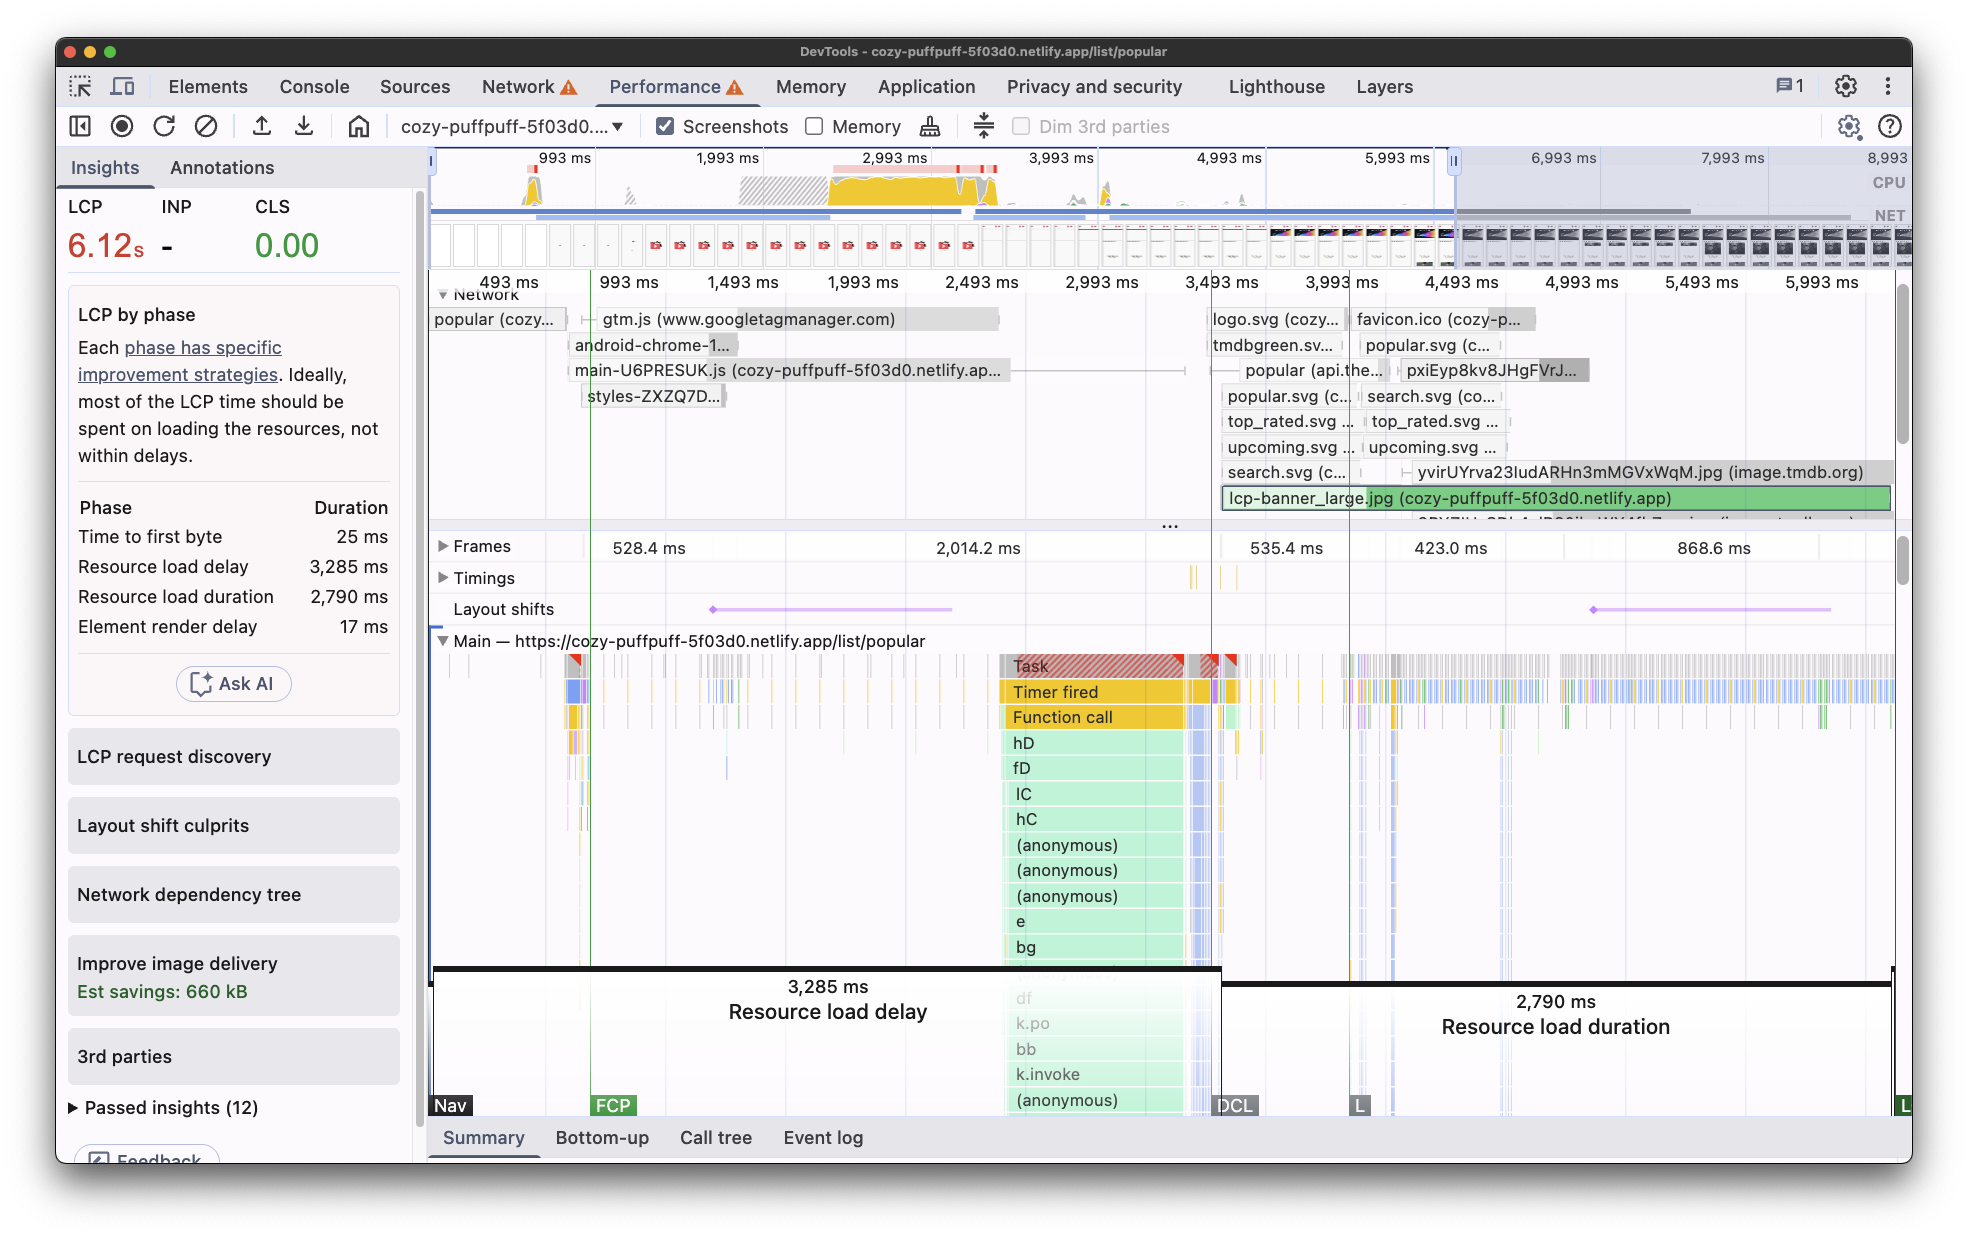 DevTools - cozy-puffpuff-5f03d0.netlify.app/list/popular
Elements Console Sources Network Performance Memory Application Privacy and security Lighthouse Layers 1
cozy-puffpuff-5f03d0.... Screenshots Memory Dim 3rd parties
Insights Annotations
LCP INP CLS
6.12s - 0.00
LCP by phase
Each phase has specific
improvement strategies. Ideally,
most of the LCP time should be
spent on loading the resources, not
within delays.
Phase Duration
Time to first byte 25 ms
Resource load delay 3,285 ms
Resource load duration 2,790 ms
Element render delay 17 ms
Ask AI
LCP request discovery
Layout shift culprits
Network dependency tree
Improve image delivery
Est savings: 660 kB
3rd parties
Passed insights (12)
Feedback
993 ms 1,993 ms 2,993 ms 3,993 ms 4,993 ms 5,993 ms 6,993 ms 7,993 ms 8,993
CPU
NET
493 ms 993 ms 1,493 ms 1,993 ms 2,493 ms 2,993 ms 3,493 ms 3,993 ms 4,493 ms 4,993 ms 5,493 ms 5,993 ms
Network
popular (cozy... gtm.js (www.googletagmanager.com) logo.svg (cozy... favicon.ico (cozy-p...
android-chrome-1... tmdbgreen.sv... popular.svg (c...
main-U6PRESUK.js (cozy-puffpuff-5f03d0.netlify.ap... popular (api.the... pxiEyp8kv8JHgFVrJ...
styles-ZXZQ7D... popular.svg (c... search.svg (co...
top_rated.svg ... top_rated.svg ...
upcoming.svg ... upcoming.svg ...
search.svg (c... yvirUYrva23IudARHn3mMGVxWqM.jpg (image.tmdb.org)
lcp-banner_large.jpg (cozy-puffpuff-5f03d0.netlify.app)
...
Frames 528.4 ms 2,014.2 ms 535.4 ms 423.0 ms 868.6 ms
Timings
Layout shifts
Main — https://cozy-puffpuff-5f03d0.netlify.app/list/popular
Task
Timer fired
Function call
hD
fD
IC
hC
(anonymous)
(anonymous)
(anonymous)
e
bg
df
k.po
bb
k.invoke
(anonymous)
3,285 ms
Resource load delay
2,790 ms
Resource load duration
Nav FCP DCL L L
Summary Bottom-up Call tree Event log